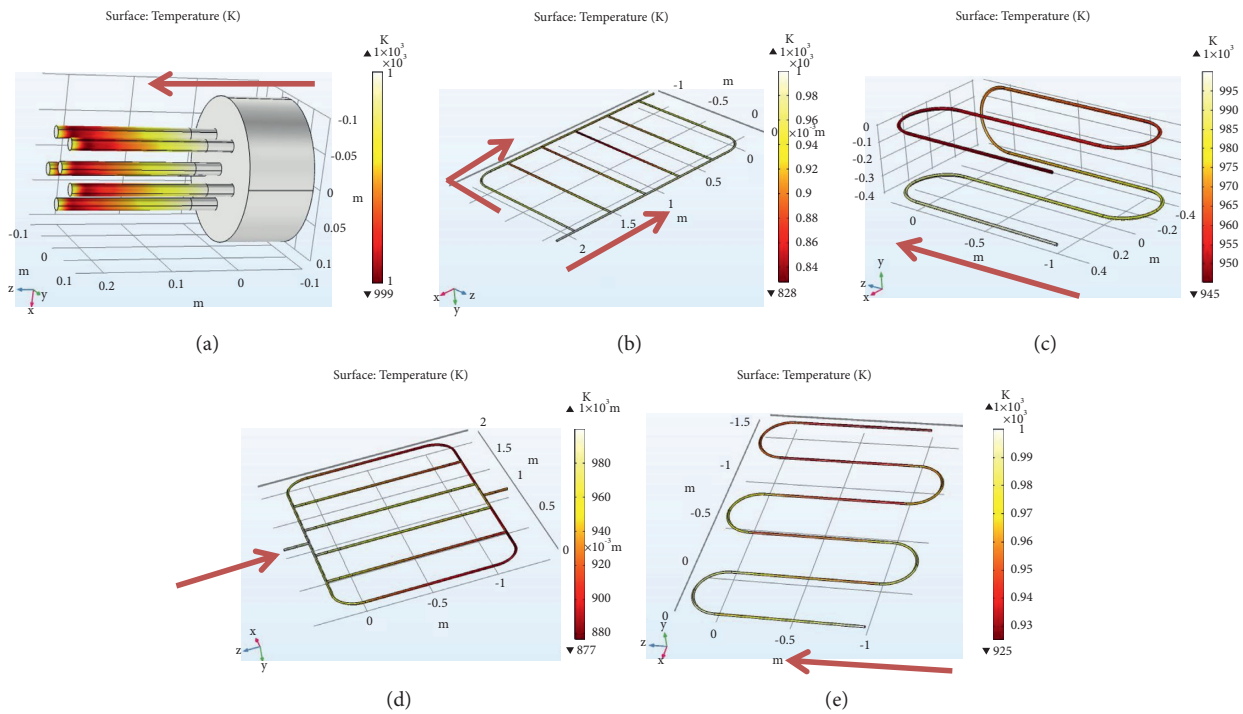 Surface: Temperature (K)
K
▲ 1×10³
1
-0.1
-0.05
0
m
0.05
0.1
-0.1
0
m
0.1
0.1
0
-0.1
m
z
y
x
1
▼ 999
(a)
Surface: Temperature (K)
K
▲ 1×10³
×10³
1
0.98
0.96
0.94
0.92
0.9
0.88
0.86
0.84
▼ 828
-1
m
-0.5
0
0
0.5
1
m
1.5
2
x
z
y
(b)
Surface: Temperature (K)
K
▲ 1×10³
995
990
985
980
975
970
965
960
955
950
▼ 945
0
-0.1
-0.2
-0.3
-0.4
0
-0.5
m
-1
-0.4
-0.2
0
m
0.2
0.4
y
z
x
(c)
Surface: Temperature (K)
K
▲ 1×10³ m
980
960
940
×10⁻³ m
920
900
880
▼ 877
2
1.5
m
1
0.5
0
-1
-0.5
m
0
x
z
y
(d)
Surface: Temperature (K)
K
▲ 1×10³
×10³
1
0.99
0.98
0.97
0.96
0.95
0.94
0.93
▼ 925
-1.5
-1
m
-0.5
0
0
0
-0.5
m
-1
y
z
x
(e)